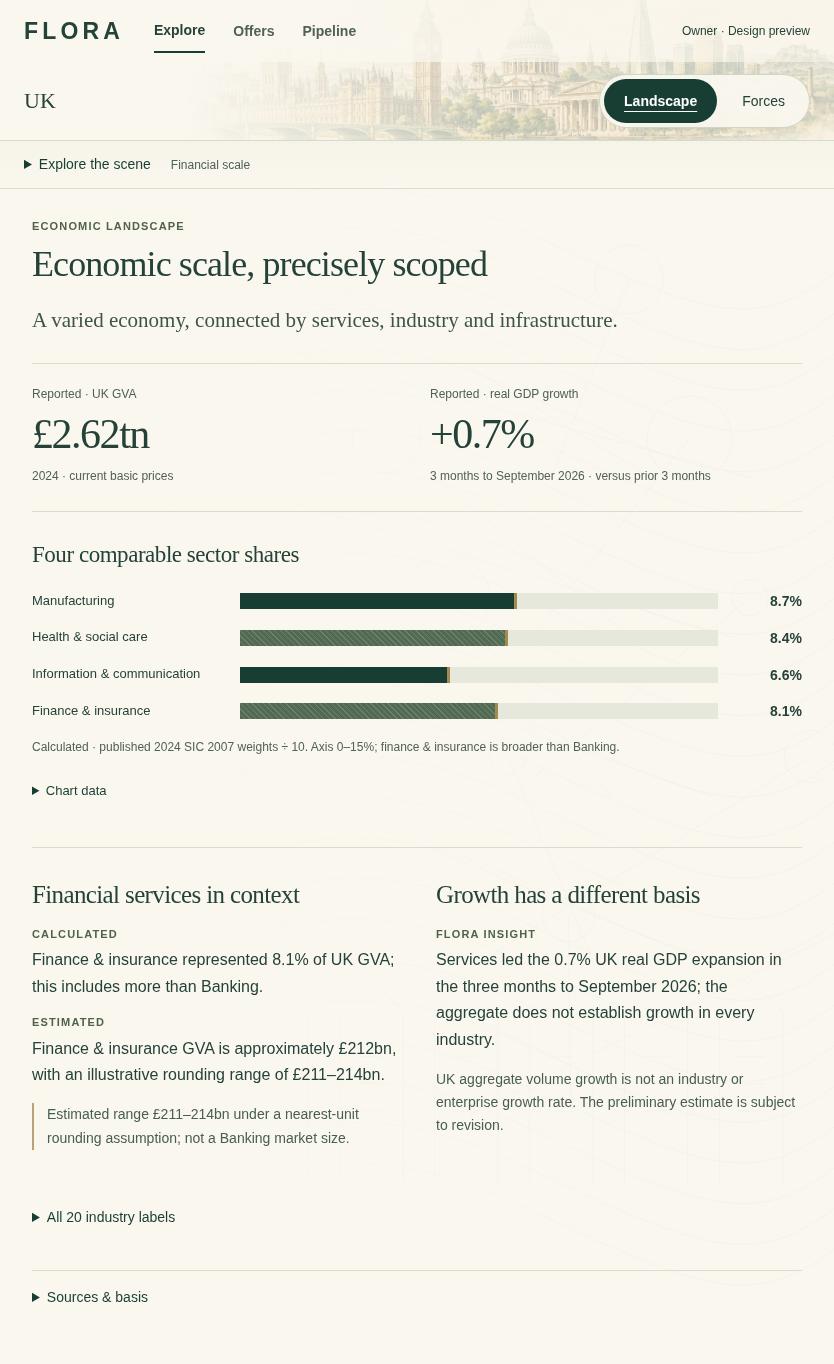 FLORA
Explore
Offers
Pipeline
Owner · Design preview
UK
Landscape
Forces
Explore the scene
Financial scale
ECONOMIC LANDSCAPE
Economic scale, precisely scoped
A varied economy, connected by services, industry and infrastructure.
Reported · UK GVA
£2.62tn
2024 · current basic prices
Reported · real GDP growth
+0.7%
3 months to September 2026 · versus prior 3 months
Four comparable sector shares
Manufacturing 8.7%
Health & social care 8.4%
Information & communication 6.6%
Finance & insurance 8.1%
Calculated · published 2024 SIC 2007 weights ÷ 10. Axis 0–15%; finance & insurance is broader than Banking.
Chart data
Financial services in context
CALCULATED
Finance & insurance represented 8.1% of UK GVA;
this includes more than Banking.
ESTIMATED
Finance & insurance GVA is approximately £212bn,
with an illustrative rounding range of £211–214bn.
Estimated range £211–214bn under a nearest-unit
rounding assumption; not a Banking market size.
Growth has a different basis
FLORA INSIGHT
Services led the 0.7% UK real GDP expansion in
the three months to September 2026; the
aggregate does not establish growth in every
industry.
UK aggregate volume growth is not an industry or
enterprise growth rate. The preliminary estimate is subject
to revision.
All 20 industry labels
Sources & basis